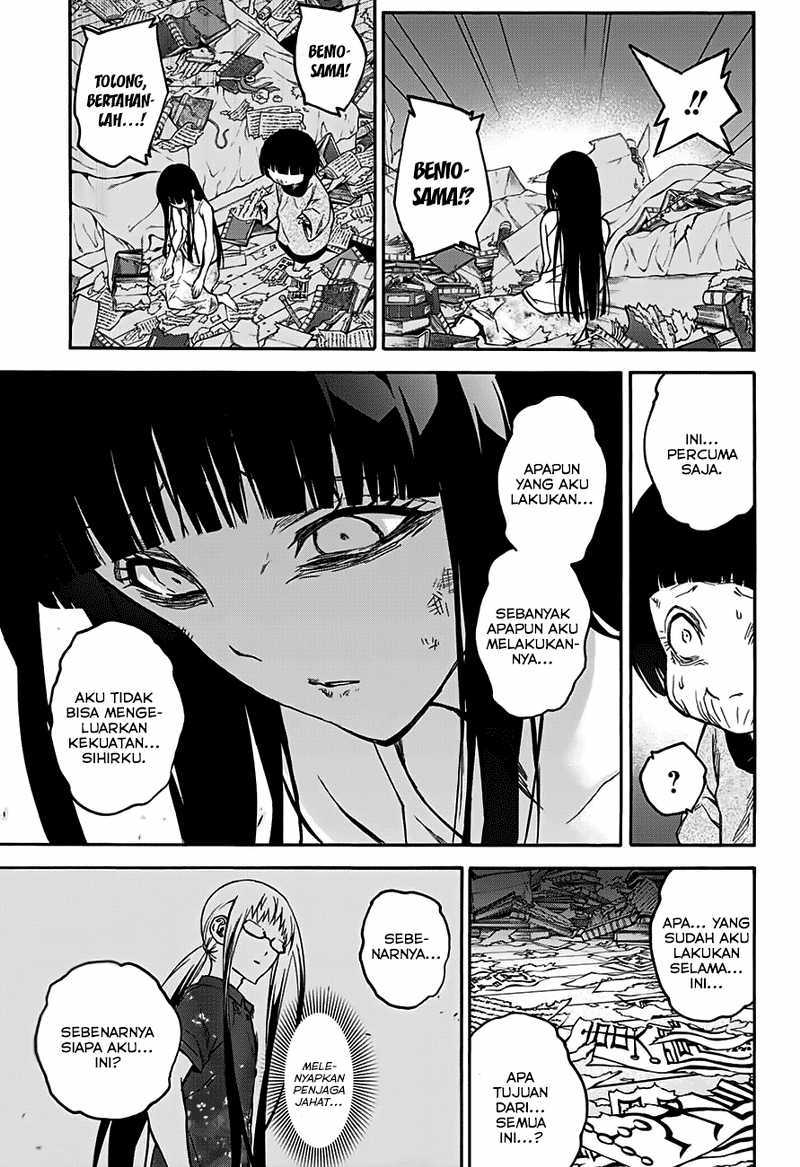 !!
BENIO-
SAMA!?
BENIO-
SAMA!
TOLONG,
BERTAHAN-
LAH...!
INI...
PERCUMA
SAJA.
?
APAPUN
YANG AKU
LAKUKAN...
SEBANYAK
APAPUN AKU
MELAKUKAN-
NYA...
AKU TIDAK
BISA MENGE-
LUARKAN
KEKUATAN...
SIHIRKU.
APA... YANG
SUDAH AKU
LAKUKAN
SELAMA...
INI...
APA
TUJUAN
DARI...
SEMUA
INI...?
SEBE-
NARNYA...
MELE-
NYAPKAN
PENJAGA
JAHAT...
SEBENARNYA
SIAPA AKU...
INI?